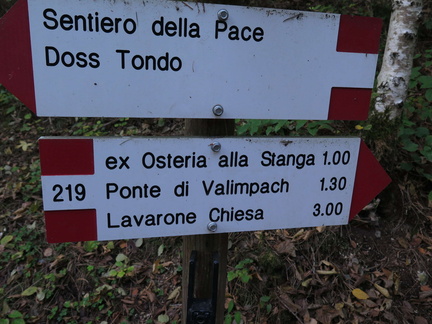 Sentiero della Pace
Doss Tondo
ex Osteria alla Stanga 1.00
219 Ponte di Valimpach 1.30
Lavarone Chiesa 3.00